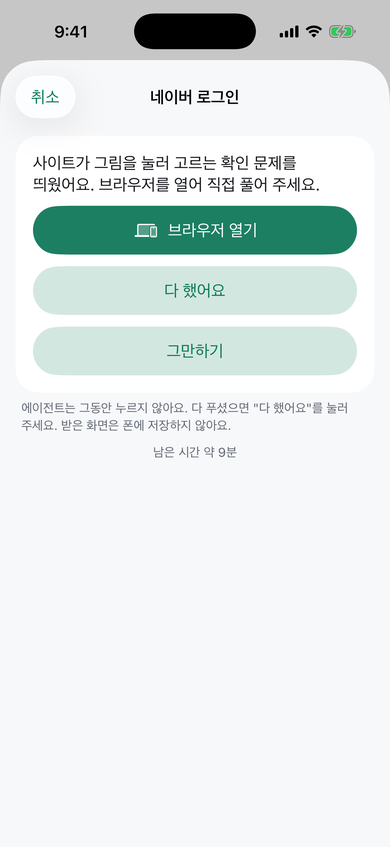 9:41
취소
네이버 로그인
사이트가 그림을 눌러 고르는 확인 문제를
띄웠어요. 브라우저를 열어 직접 풀어 주세요.
브라우저 열기
다 했어요
그만하기
에이전트는 그동안 누르지 않아요. 다 푸셨으면 "다 했어요"를 눌러
주세요. 받은 화면은 폰에 저장하지 않아요.
남은 시간 약 9분